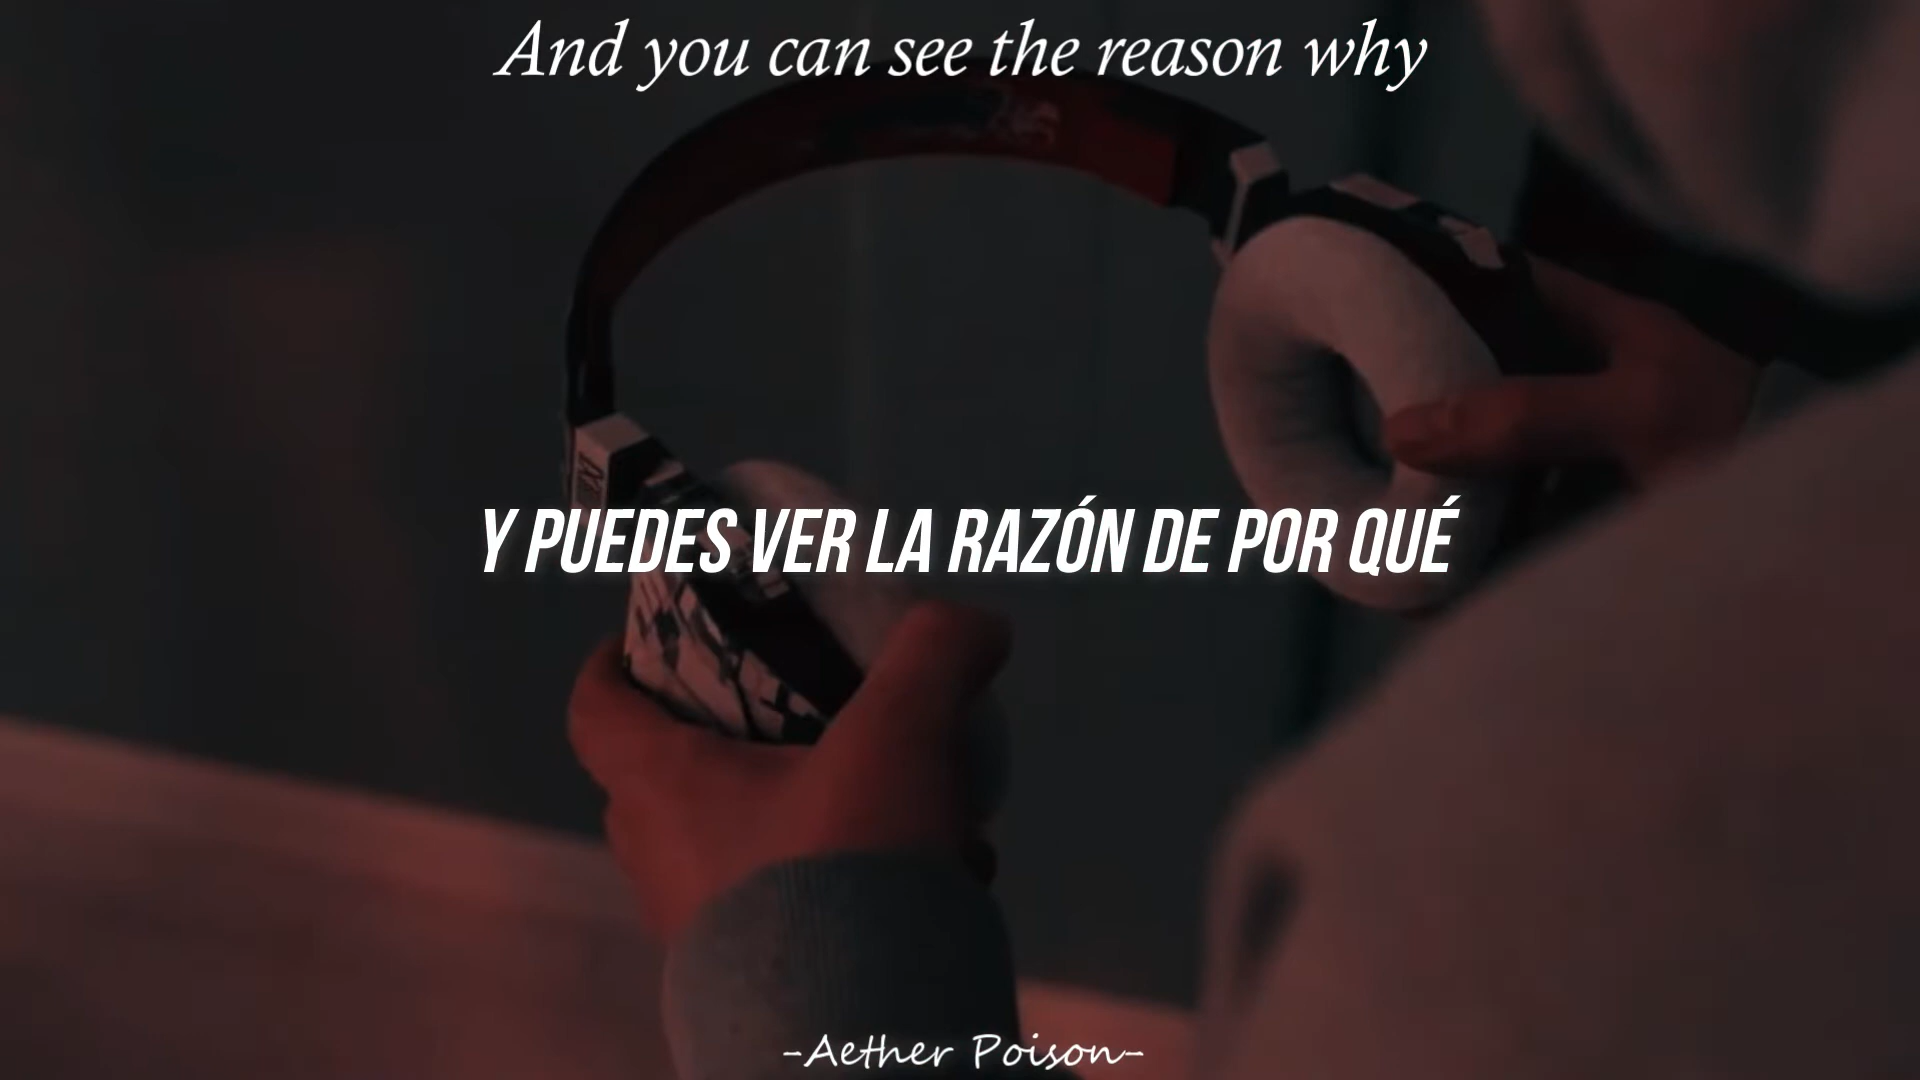 And you can see the reason why
Y PUEDES VER LA RAZÓN DE POR QUÉ
-Aether Poison-